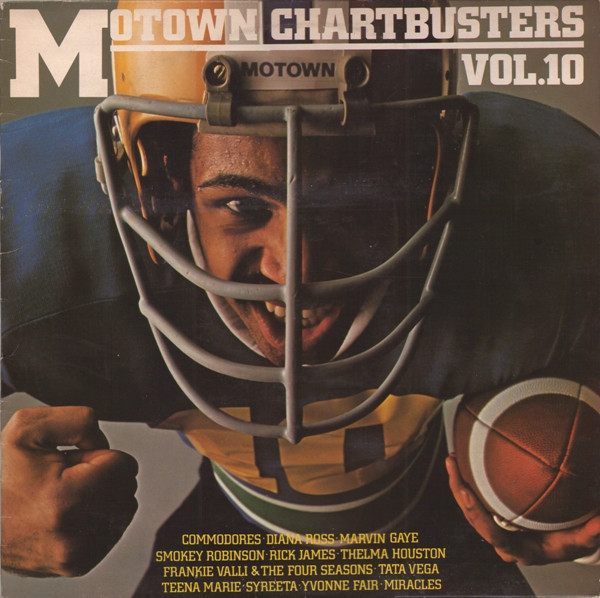 MOTOWN CHARTBUSTERS
VOL.10
MOTOWN
COMMODORES·DIANA ROSS·MARVIN GAYE
SMOKEY ROBINSON·RICK JAMES·THELMA HOUSTON
FRANKIE VALLI & THE FOUR SEASONS·TATA VEGA
TEENA MARIE·SYREETA·YVONNE FAIR·MIRACLES